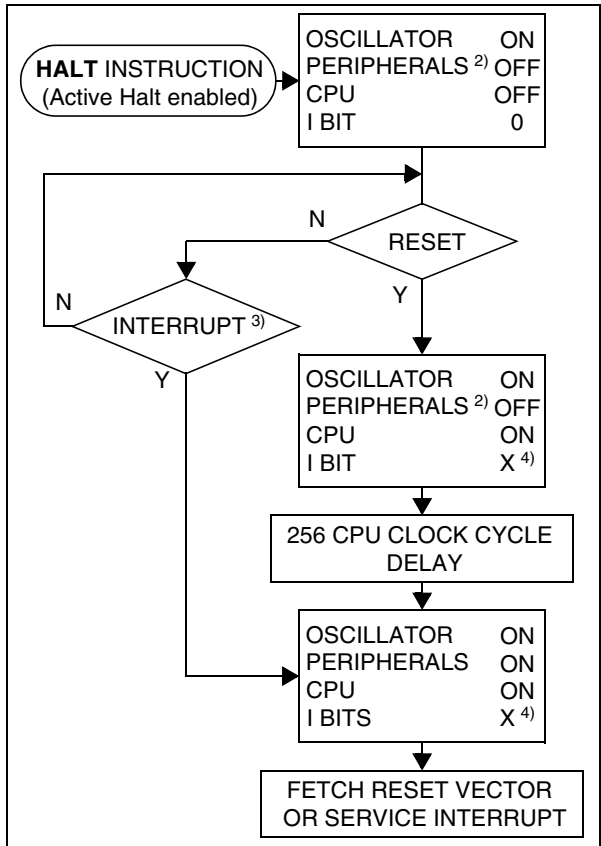 HALT INSTRUCTION
(Active Halt enabled)
OSCILLATOR ON
PERIPHERALS 2) OFF
CPU OFF
I BIT 0
RESET
N
Y
INTERRUPT 3)
N
Y
OSCILLATOR ON
PERIPHERALS 2) OFF
CPU ON
I BIT X 4)
256 CPU CLOCK CYCLE
DELAY
OSCILLATOR ON
PERIPHERALS ON
CPU ON
I BITS X 4)
FETCH RESET VECTOR
OR SERVICE INTERRUPT